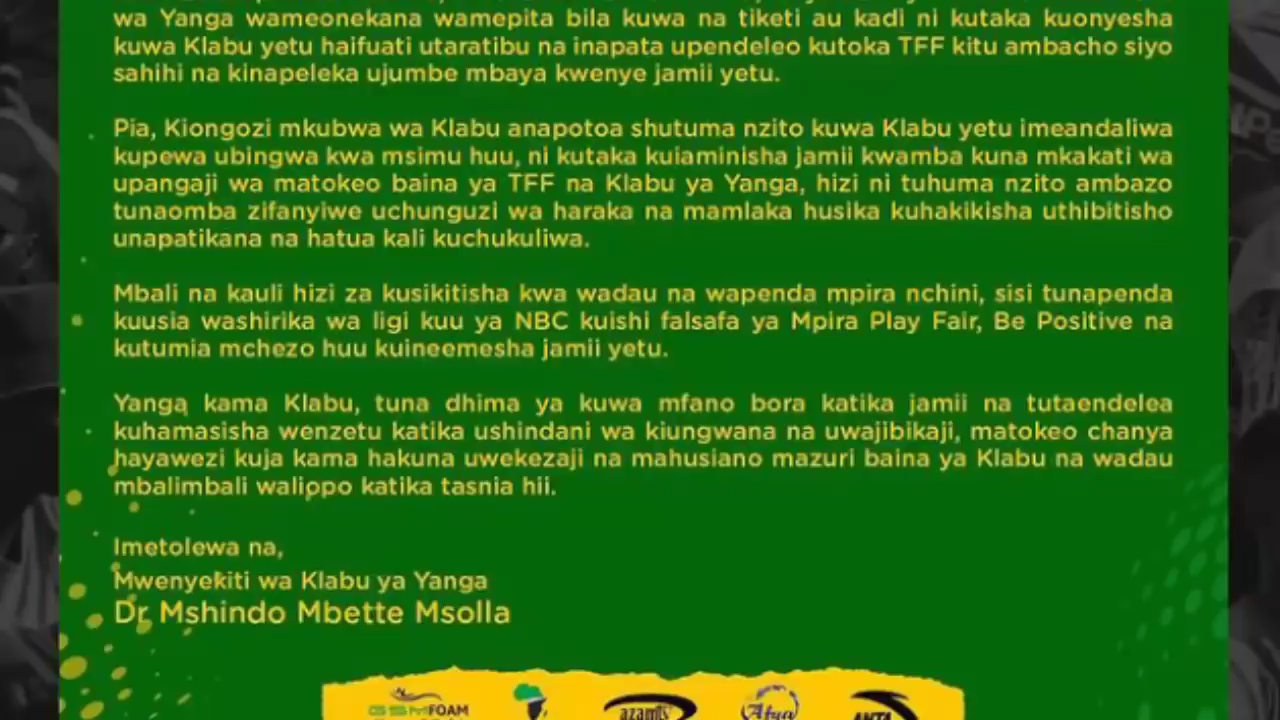 wa Yanga wameonekana wamepita bila kuwa na tiketi au kadi ni kutaka kuonyesha
kuwa Klabu yetu haifuati utaratibu na inapata upendeleo kutoka TFF kitu ambacho siyo
sahihi na kinapeleka ujumbe mbaya kwenye jamii yetu.
Pia, Kiongozi mkubwa wa Klabu anapotoa shutuma nzito kuwa Klabu yetu imeandaliwa
kupewa ubingwa kwa msimu huu, ni kutaka kuiaminisha jamii kwamba kuna mkakati wa
upangaji wa matokeo baina ya TFF na Klabu ya Yanga, hizi ni tuhuma nzito ambazo
tunaomba zifanyiwe uchunguzi wa haraka na mamlaka husika kuhakikisha uthibitisho
unapatikana na hatua kali kuchukuliwa.
Mbali na kauli hizi za kusikitisha kwa wadau na wapenda mpira nchini, sisi tunapenda
kuusia washirika wa ligi kuu ya NBC kuishi falsafa ya Mpira Play Fair, Be Positive na
kutumia mchezo huu kuineemesha jamii yetu.
Yanga kama Klabu, tuna dhima ya kuwa mfano bora katika jamii na tutaendelea
kuhamasisha wenzetu katika ushindani wa kiungwana na uwajibikaji, matokeo chanya
hayawezi kuja kama hakuna uwekezaji na mahusiano mazuri baina ya Klabu na wadau
mbalimbali walippo katika tasnia hii.
Imetolewa na,
Mwenyekiti wa Klabu ya Yanga
Dr Mshindo Mbette Msolla
FOAM azam Afya ANTA